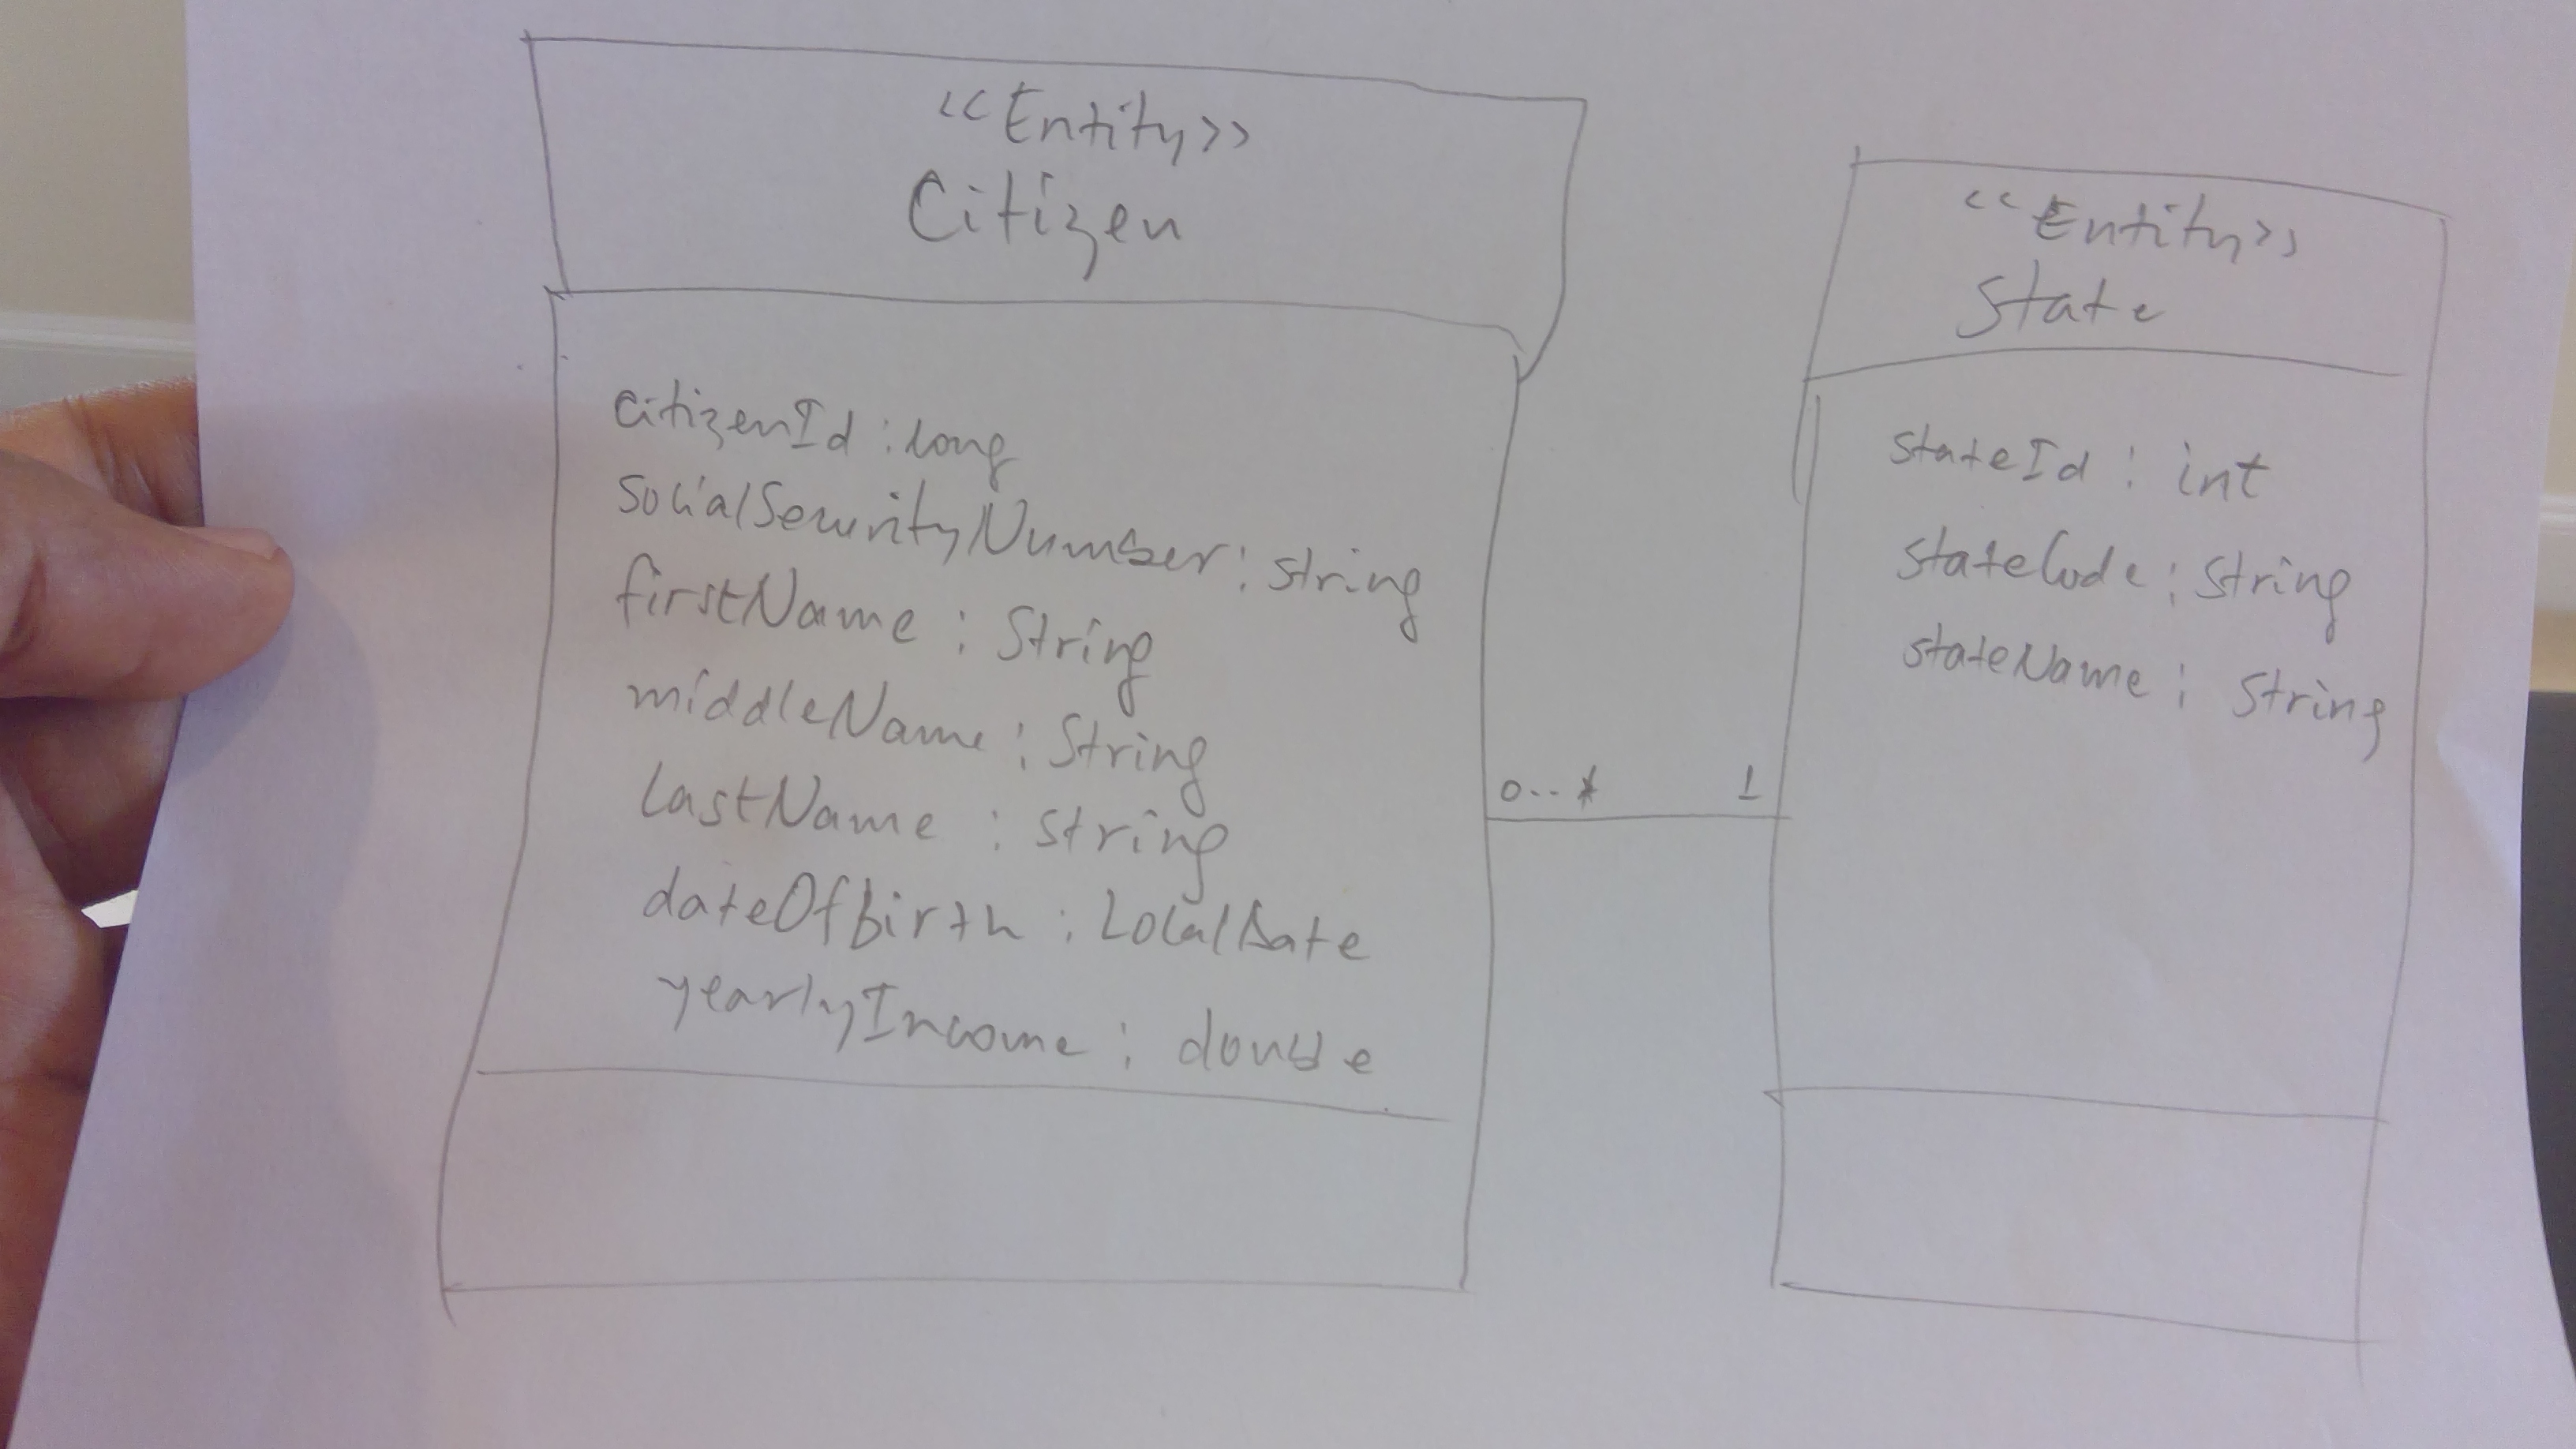 <<Entity>>
Citizen
citizenId : long
socialSecurityNumber : String
firstName : String
middleName : String
lastName : String
dateOfBirth : LocalDate
yearlyIncome : double
0..* 1
<<Entity>>
State
stateId : int
stateCode : String
stateName : String